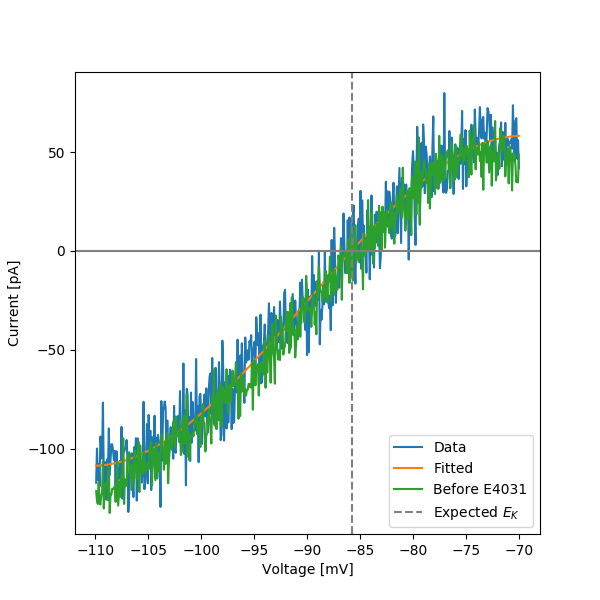 50
0
−50
−100
Current [pA]
Data
Fitted
Before E4031
Expected E_K
−110 −105 −100 −95 −90 −85 −80 −75 −70
Voltage [mV]